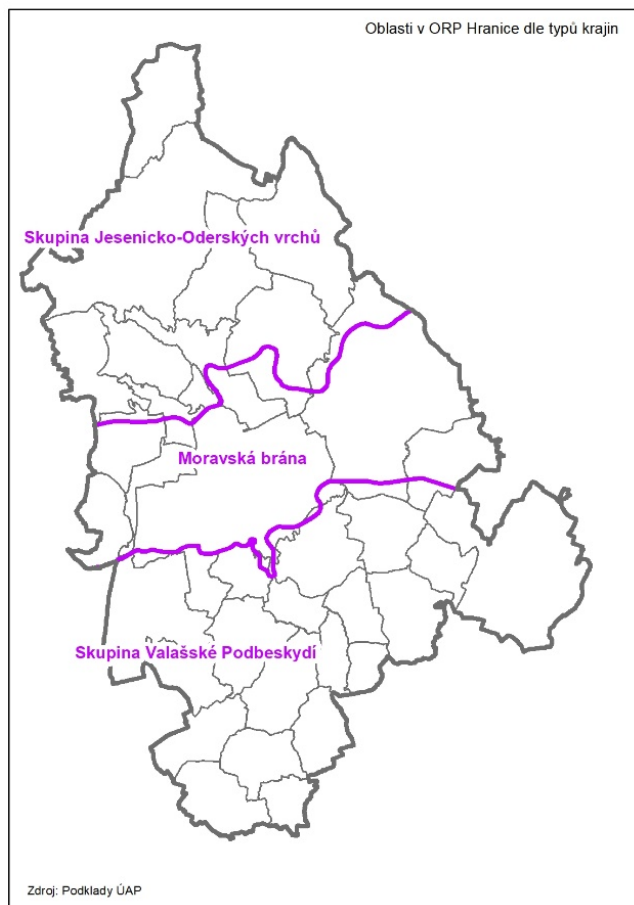 Oblasti v ORP Hranice dle typů krajin
Skupina Jesenicko-Oderských vrchů
Moravská brána
Skupina Valašské Podbeskydí
Zdroj: Podklady ÚAP